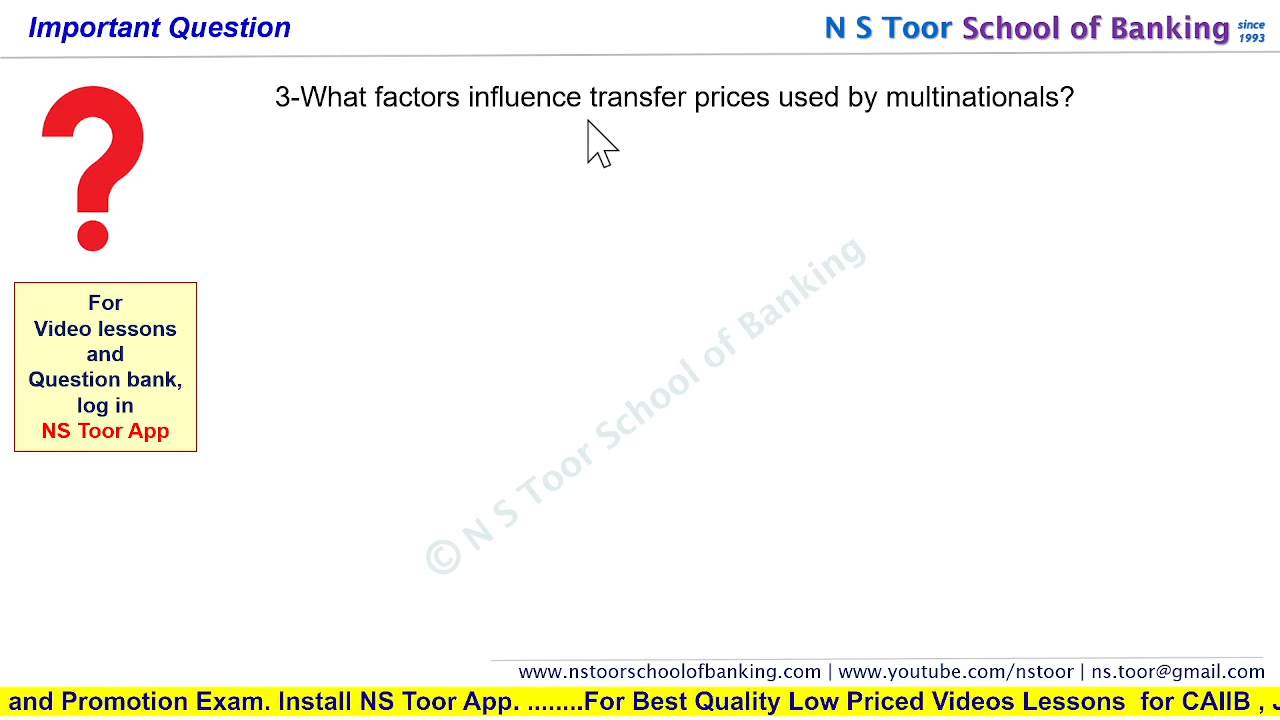 Important Question
N S Toor School of Banking since 1993
3-What factors influence transfer prices used by multinationals?
For
Video lessons
and
Question bank,
log in
NS Toor App
© N S Toor School of Banking
www.nstoorschoolofbanking.com | www.youtube.com/nstoor | ns.toor@gmail.com
and Promotion Exam. Install NS Toor App. ........For Best Quality Low Priced Videos Lessons for CAIIB ,